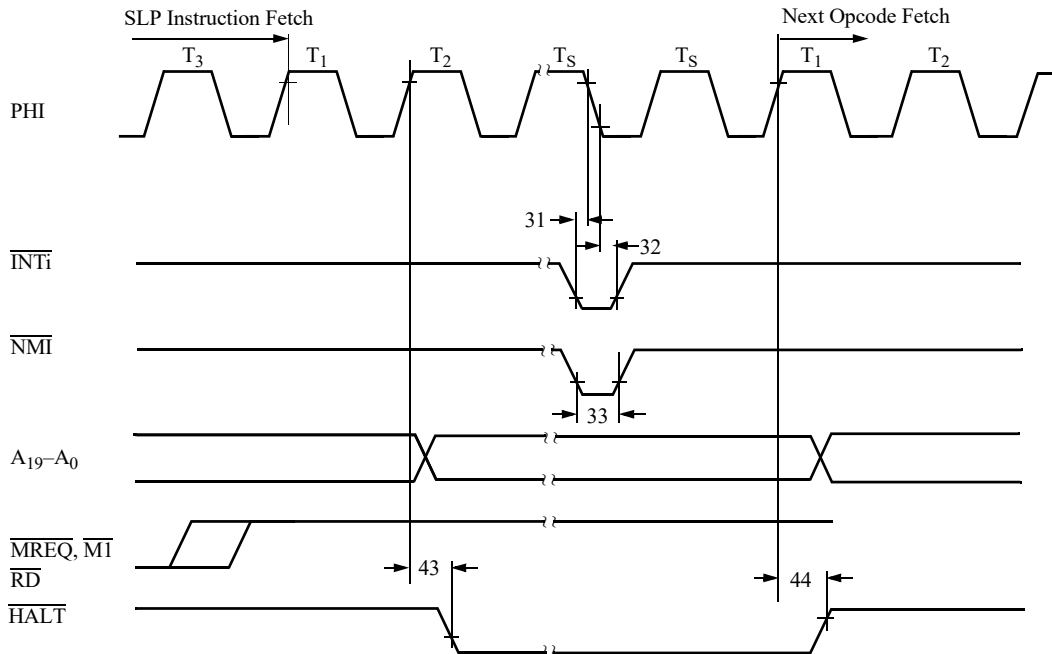 SLP Instruction Fetch
Next Opcode Fetch
T3 T1 T2 TS TS T1 T2
PHI
31
32
INTi
NMI
33
A19–A0
MREQ, M1
RD
43
44
HALT